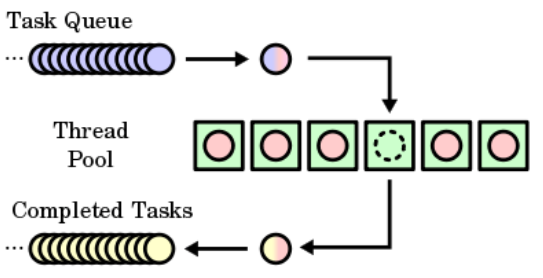 Task Queue
...
Thread
Pool
Completed Tasks
...